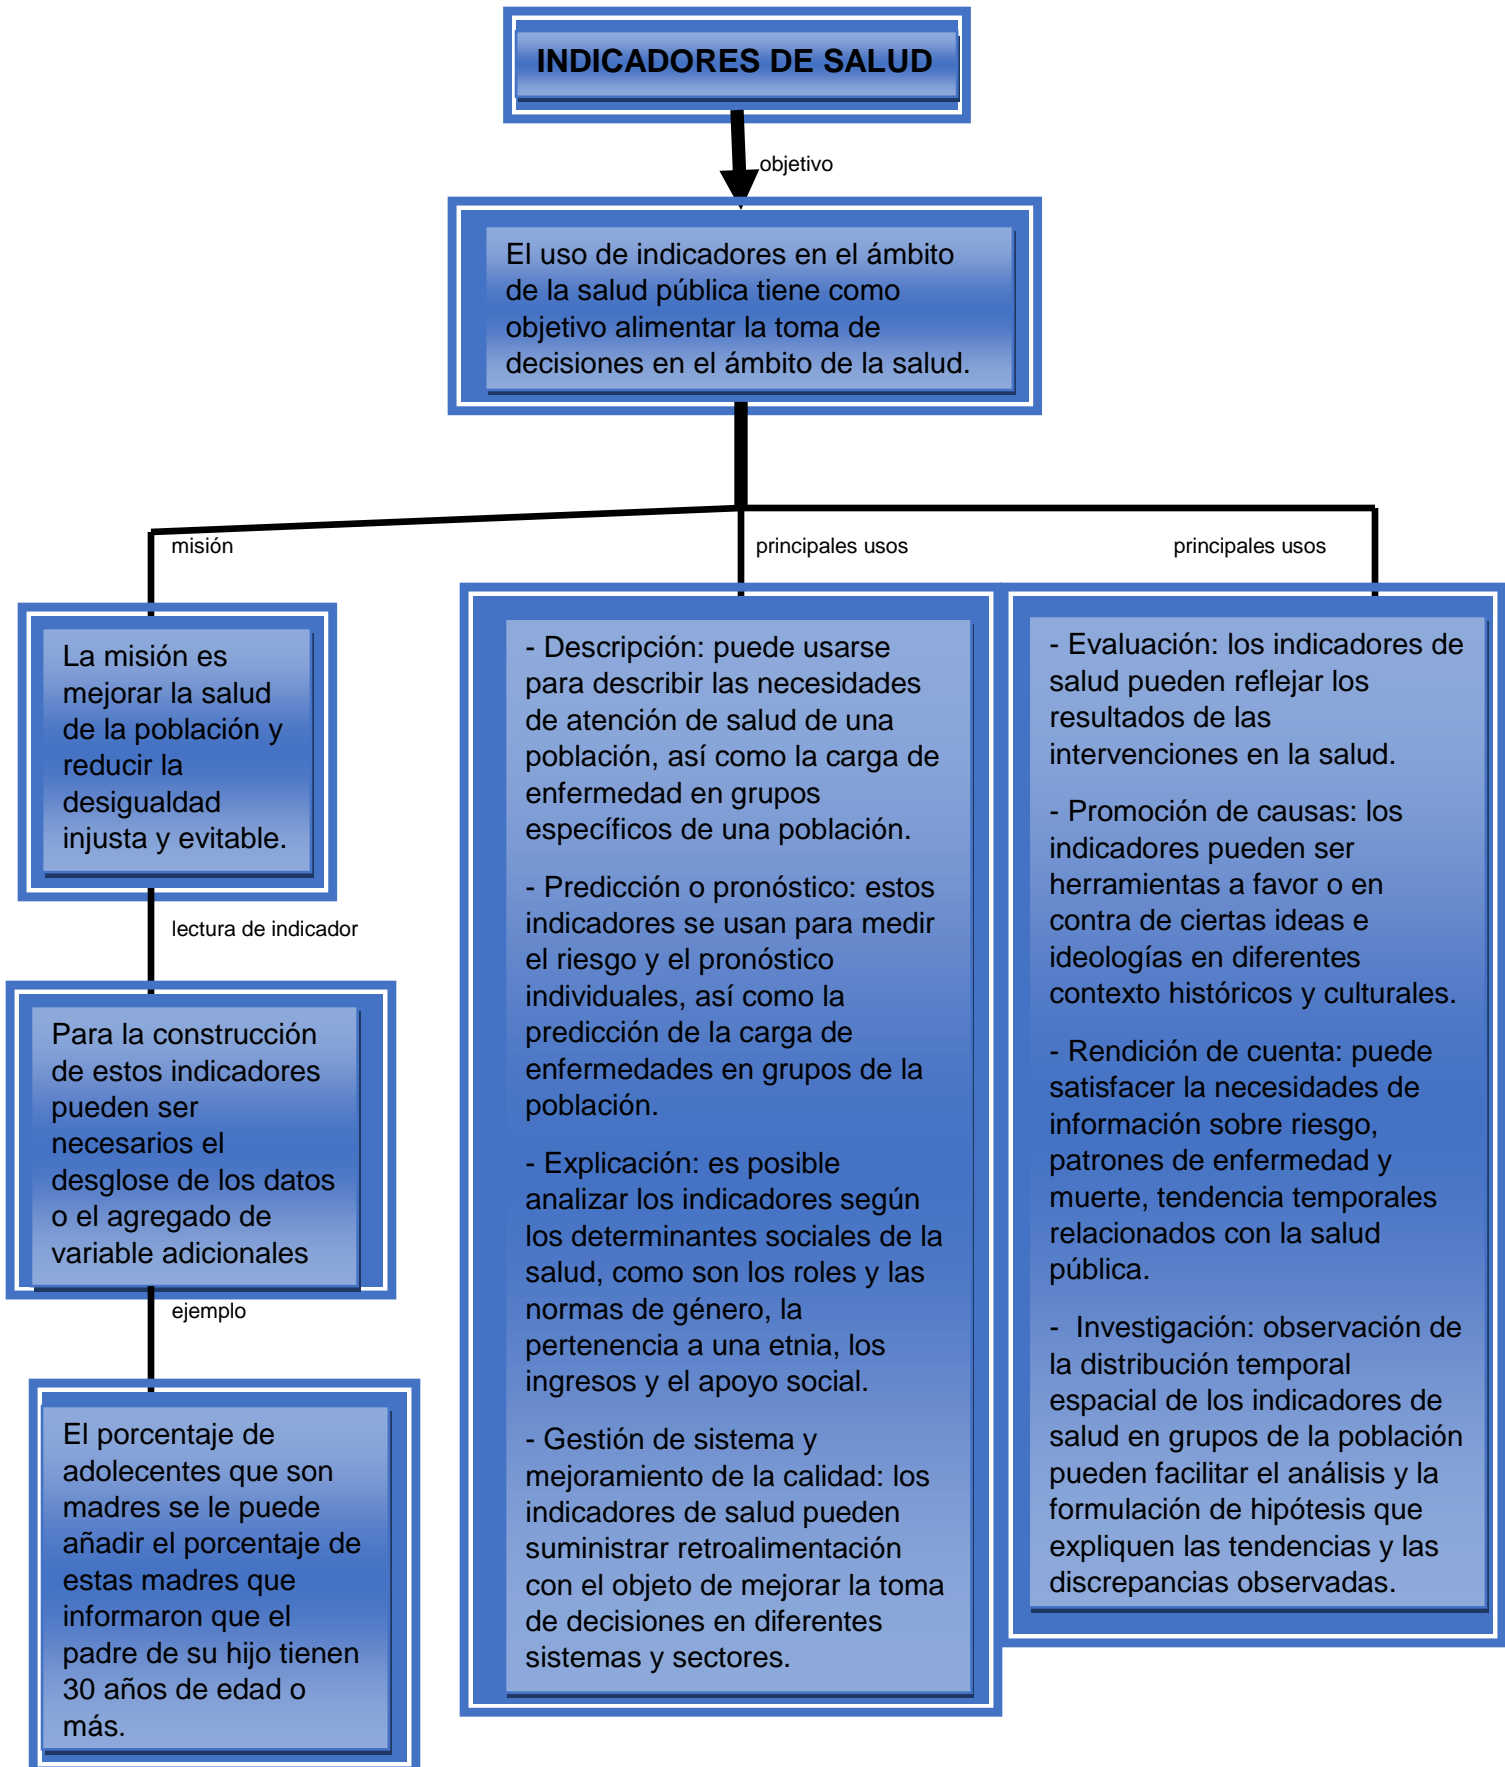 INDICADORES DE SALUD
objetivo
El uso de indicadores en el ámbito
de la salud pública tiene como
objetivo alimentar la toma de
decisiones en el ámbito de la salud.
misión
La misión es
mejorar la salud
de la población y
reducir la
desigualdad
injusta y evitable.
lectura de indicador
Para la construcción
de estos indicadores
pueden ser
necesarios el
desglose de los datos
o el agregado de
variable adicionales
ejemplo
El porcentaje de
adolecentes que son
madres se le puede
añadir el porcentaje de
estas madres que
informaron que el
padre de su hijo tienen
30 años de edad o
más.
principales usos
- Descripción: puede usarse
para describir las necesidades
de atención de salud de una
población, así como la carga de
enfermedad en grupos
específicos de una población.
- Predicción o pronóstico: estos
indicadores se usan para medir
el riesgo y el pronóstico
individuales, así como la
predicción de la carga de
enfermedades en grupos de la
población.
- Explicación: es posible
analizar los indicadores según
los determinantes sociales de la
salud, como son los roles y las
normas de género, la
pertenencia a una etnia, los
ingresos y el apoyo social.
- Gestión de sistema y
mejoramiento de la calidad: los
indicadores de salud pueden
suministrar retroalimentación
con el objeto de mejorar la toma
de decisiones en diferentes
sistemas y sectores.
principales usos
- Evaluación: los indicadores de
salud pueden reflejar los
resultados de las
intervenciones en la salud.
- Promoción de causas: los
indicadores pueden ser
herramientas a favor o en
contra de ciertas ideas e
ideologías en diferentes
contexto históricos y culturales.
- Rendición de cuenta: puede
satisfacer la necesidades de
información sobre riesgo,
patrones de enfermedad y
muerte, tendencia temporales
relacionados con la salud
pública.
- Investigación: observación de
la distribución temporal
espacial de los indicadores de
salud en grupos de la población
pueden facilitar el análisis y la
formulación de hipótesis que
expliquen las tendencias y las
discrepancias observadas.